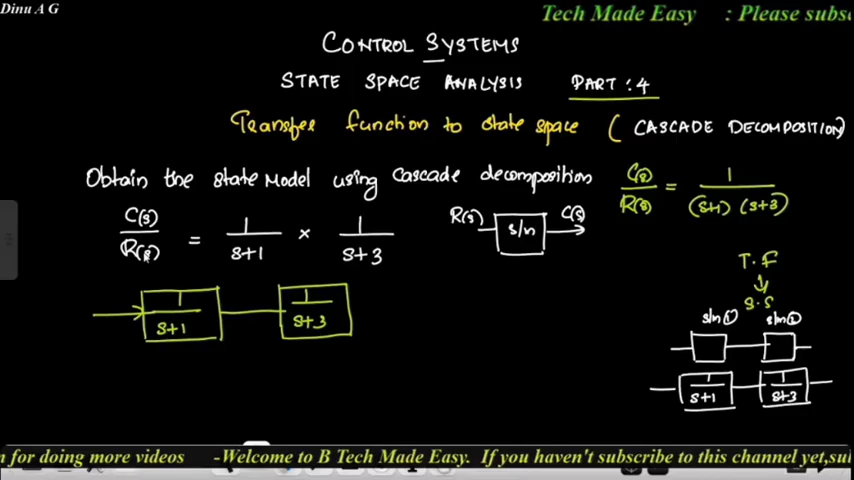 Dinu A G
Tech Made Easy : Please subs
CONTROL SYSTEMS
STATE SPACE ANALYSIS PART : 4
Transfer function to state space ( CASCADE DECOMPOSITION)
Obtain the state Model using Cascade decomposition C(s)/R(s) = 1/(s+1) (s+3)
C(s)/R(s) = 1/s+1 × 1/s+3
R(s) s/n C(s)
T.F
S.S
1/s+1 1/s+3
s/n① s/n②
1/s+1 1/s+3
n for doing more videos -Welcome to B Tech Made Easy. If you haven't subscribe to this channel yet,sul